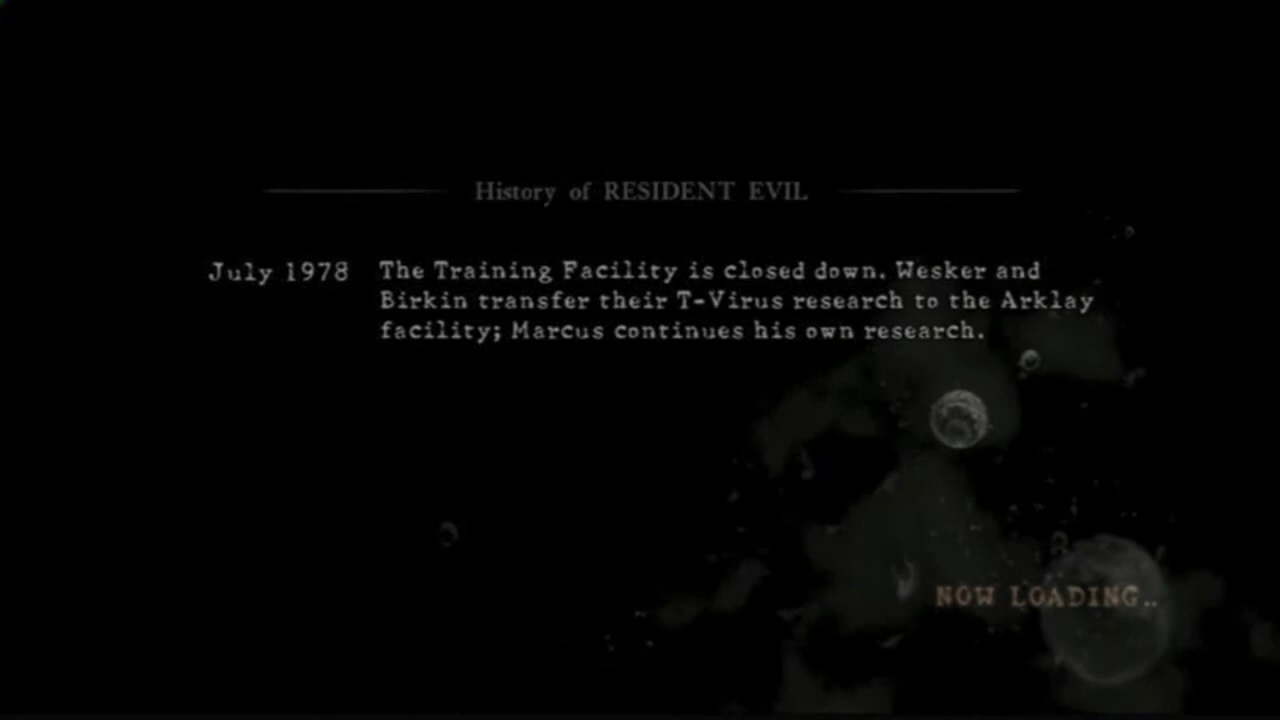 History of RESIDENT EVIL
July 1978 The Training Facility is closed down. Wesker and
Birkin transfer their T-Virus research to the Arklay
facility; Marcus continues his own research.
NOW LOADING..